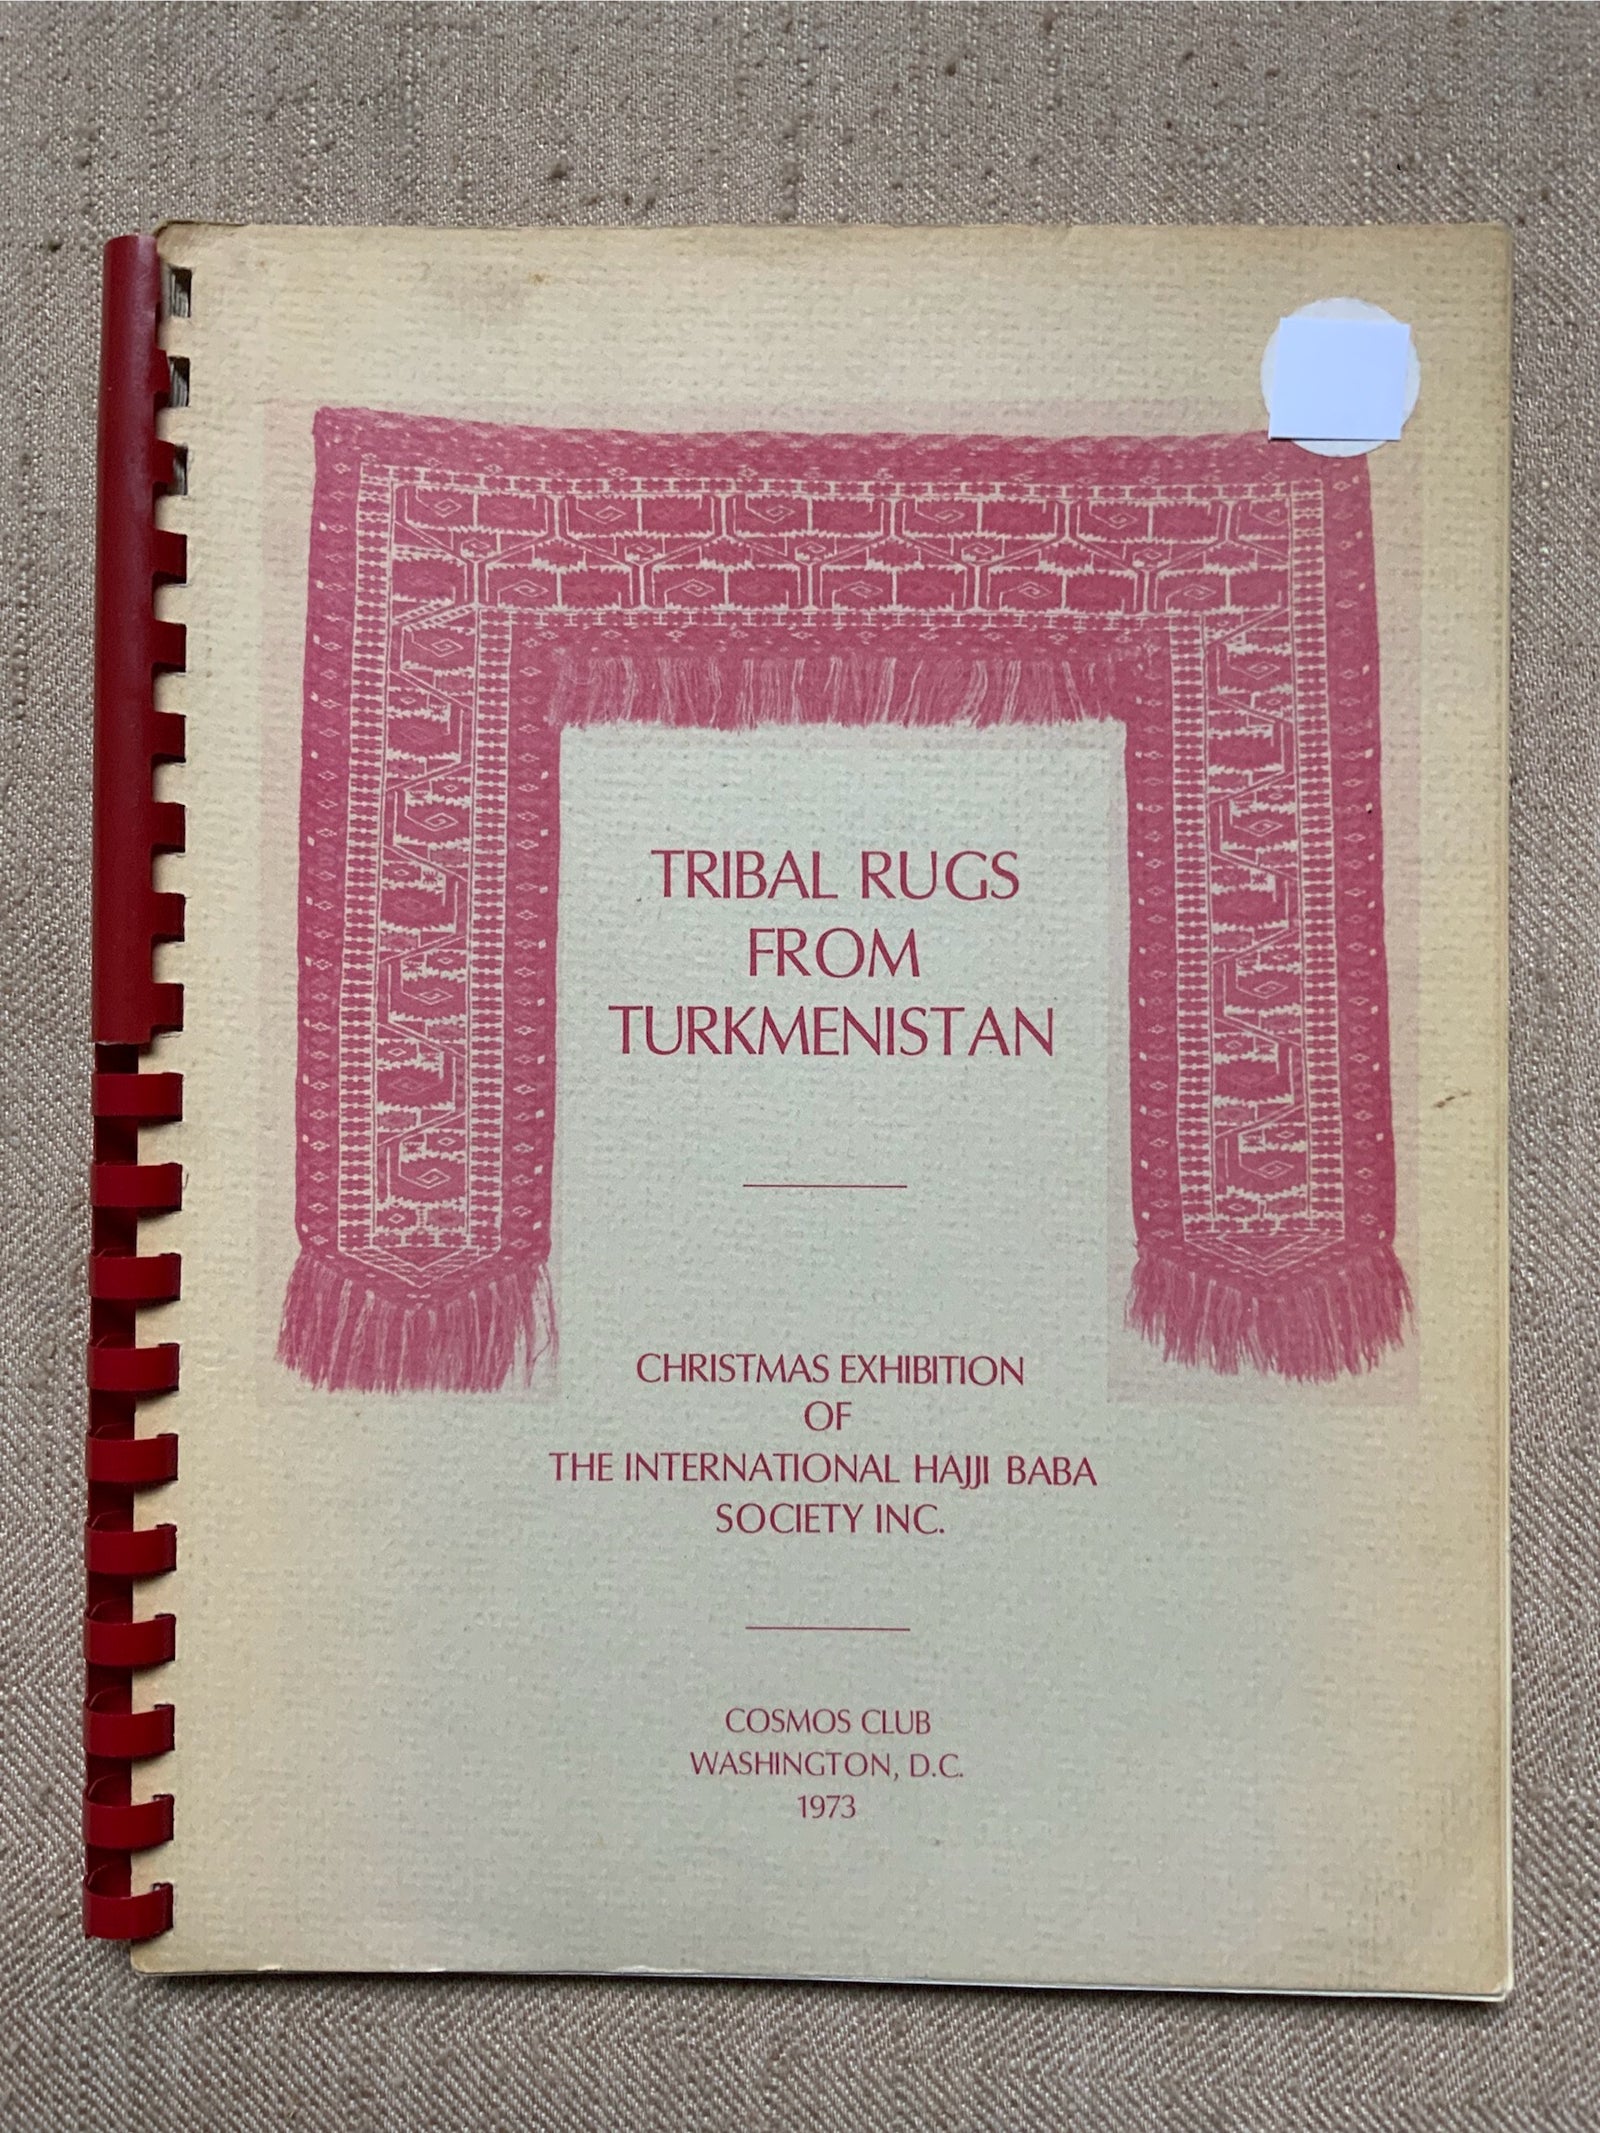 TRIBAL RUGS
FROM
TURKMENISTAN
CHRISTMAS EXHIBITION
OF
THE INTERNATIONAL HAJJI BABA
SOCIETY INC.
COSMOS CLUB
WASHINGTON, D.C.
1973